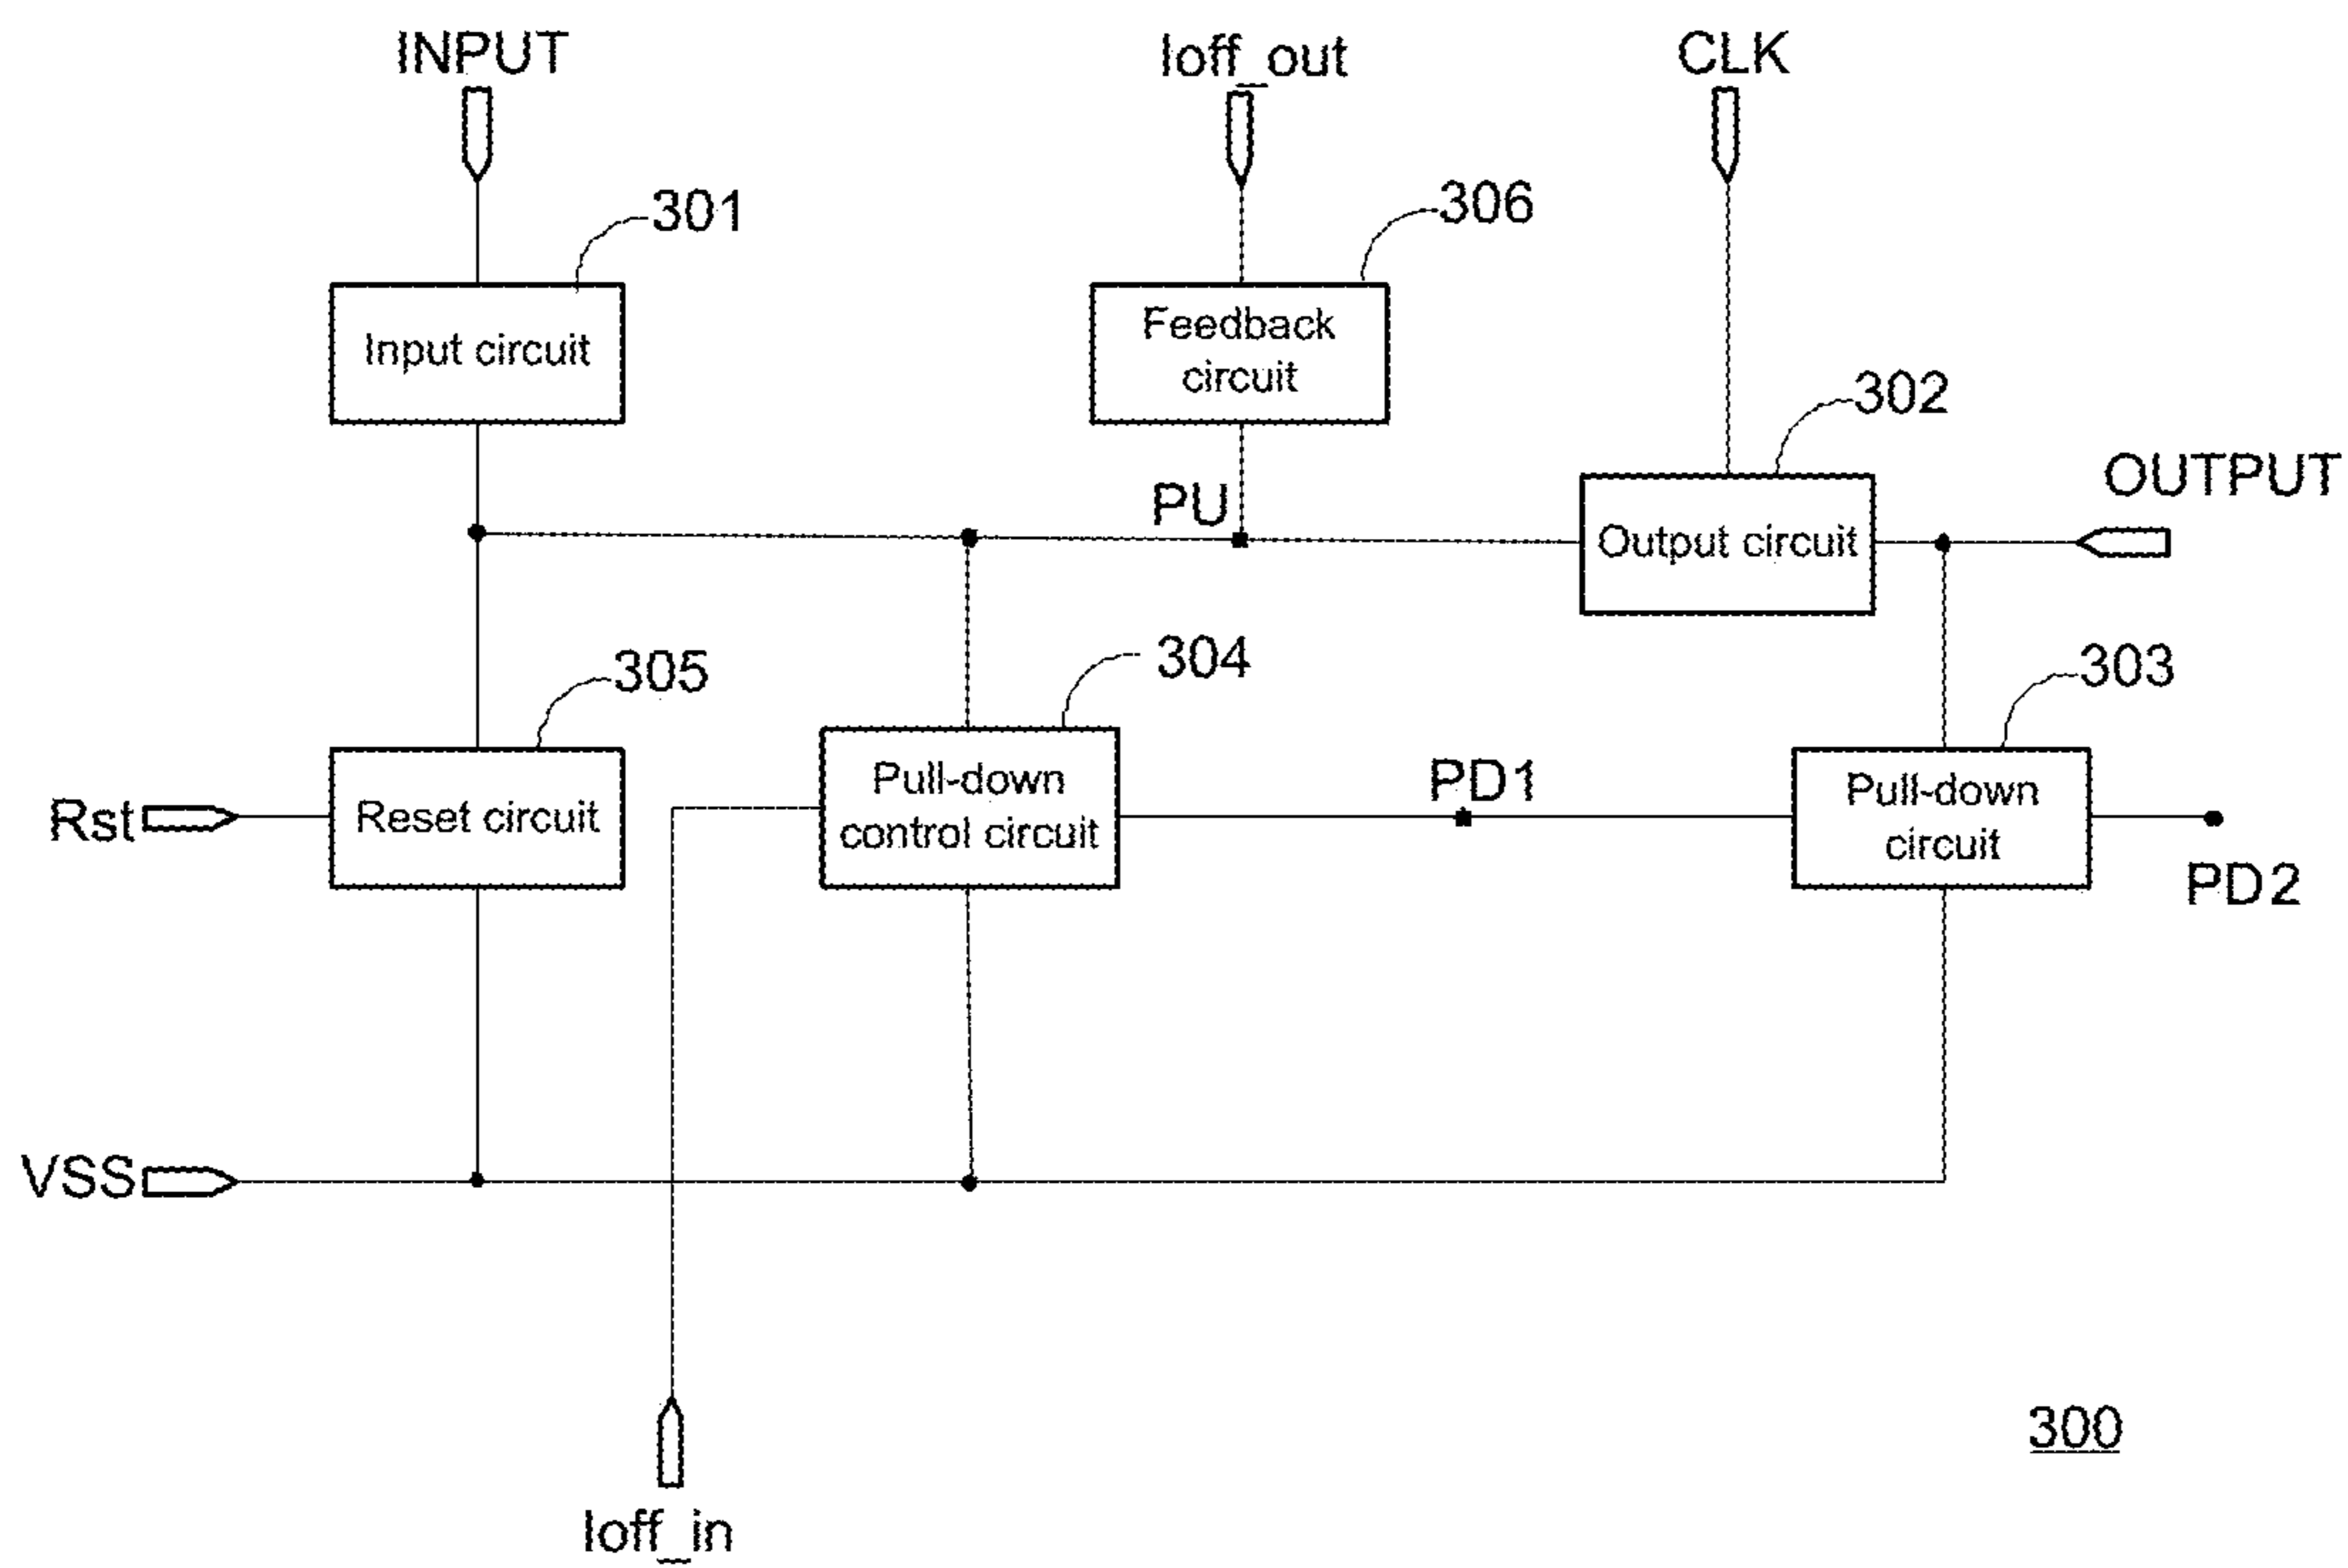 INPUT
Ioff_out
CLK
301
306
Input circuit
Feedback
circuit
302
OUTPUT
PU
Output circuit
305
304
303
Rst
Reset circuit
Pull-down
control circuit
PD1
Pull-down
circuit
PD2
VSS
300
Ioff_in